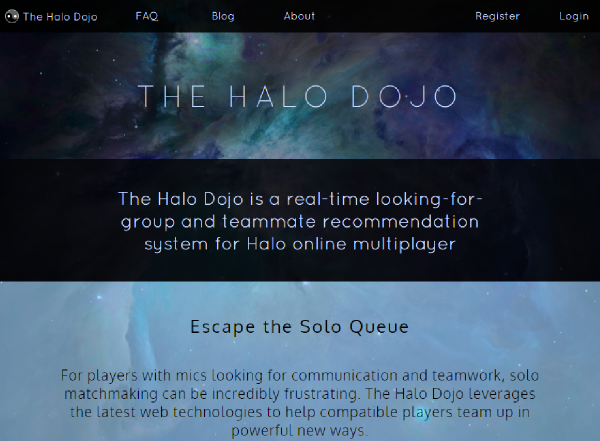 The Halo Dojo FAQ Blog About Register Login
THE HALO DOJO
The Halo Dojo is a real-time looking-for-
group and teammate recommendation
system for Halo online multiplayer
Escape the Solo Queue
For players with mics looking for communication and teamwork, solo
matchmaking can be incredibly frustrating. The Halo Dojo leverages
the latest web technologies to help compatible players team up in
powerful new ways.